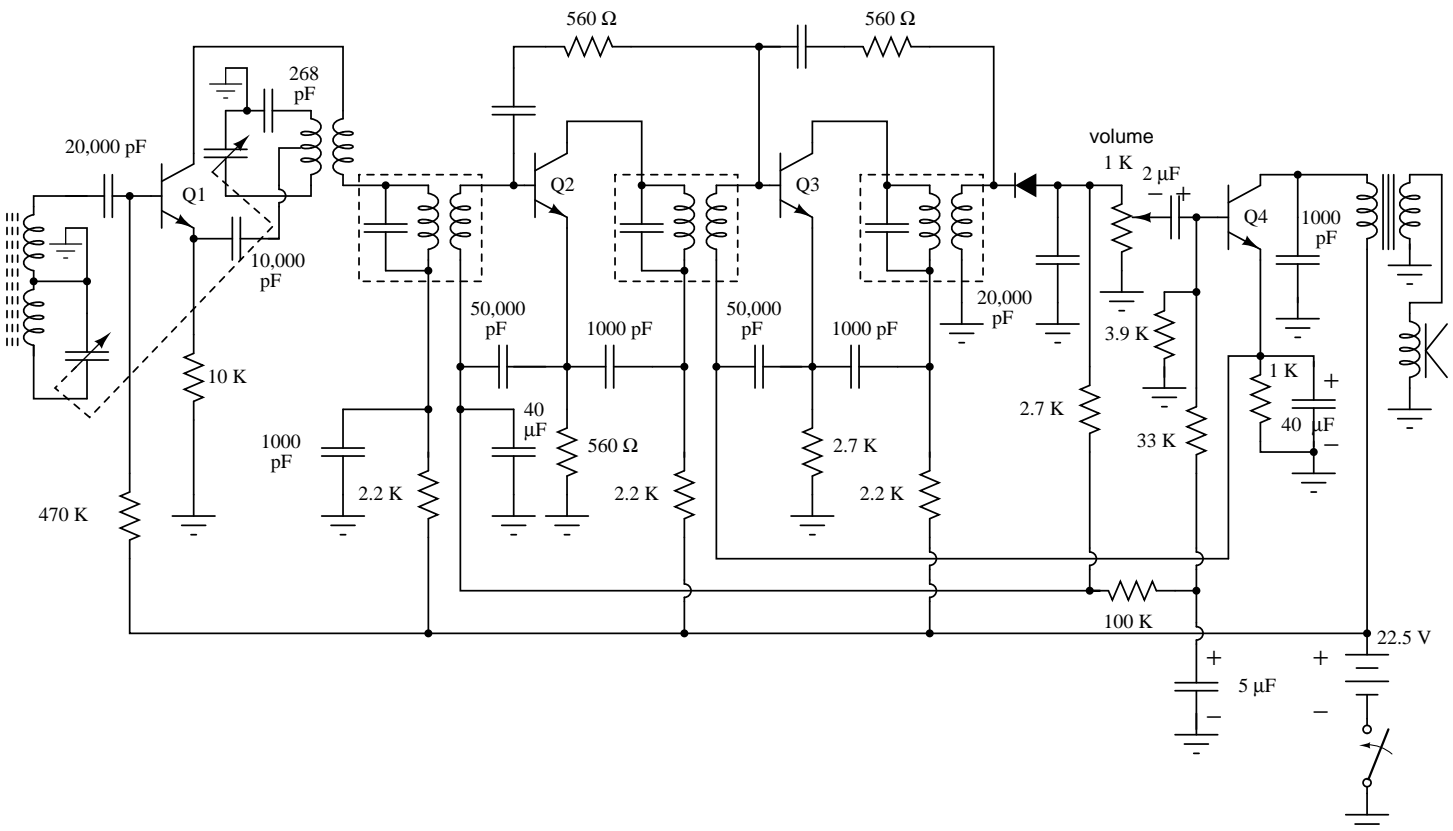 560 Ω
560 Ω
268
pF
volume
1 K
2 μF
− +
20,000 pF
Q1
Q2
Q3
Q4
1000
pF
10,000
pF
50,000
pF
1000 pF
50,000
pF
1000 pF
20,000
pF
3.9 K
10 K
1 K
+
40 μF
−
40
μF
2.7 K
33 K
1000
pF
560 Ω
2.7 K
2.2 K
2.2 K
2.2 K
470 K
100 K
22.5 V
+
5 μF
−
+
−